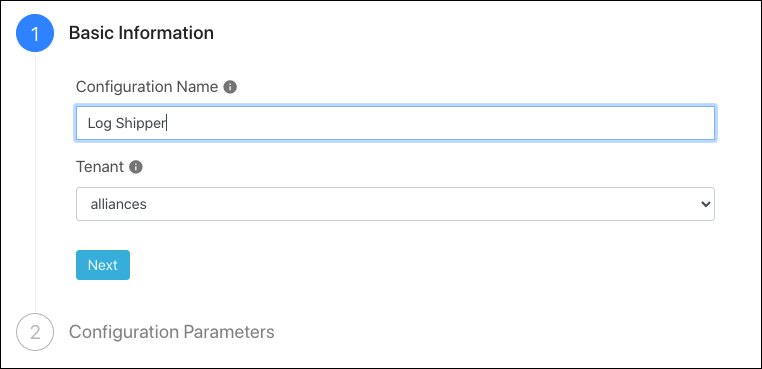 1 Basic Information
Configuration Name
Log Shipper
Tenant
alliances
Next
2 Configuration Parameters